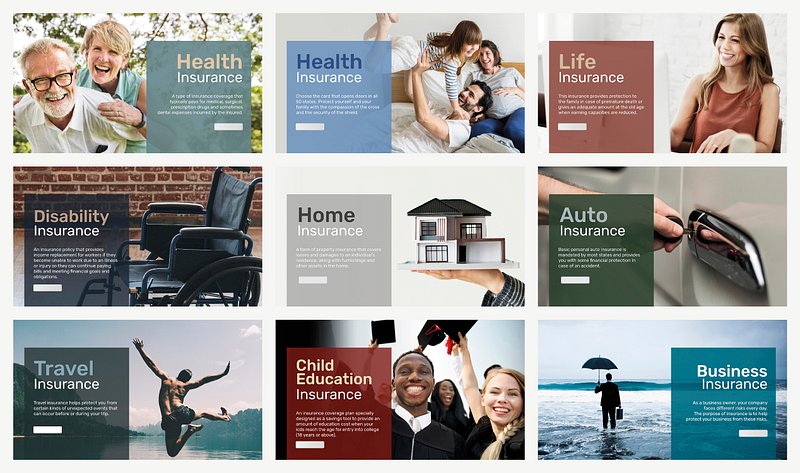 Health
Insurance
A type of insurance coverage that
typically pays for medical, surgical,
prescription drugs and sometimes
dental expenses incurred by the insured.
Health
Insurance
Choose the card that opens doors in all
50 states. Protect yourself and your
family with the compassion of the cross
and the security of the shield.
Life
Insurance
This insurance provides protection to
the family in case of premature death or
gives an adequate amount at the old age
when earning capacities are reduced.
Disability
Insurance
An insurance policy that provides
income replacement for workers if they
become unable to work due to an illness
or injury so they can continue paying
bills and meeting financial goals and
obligations.
Home
Insurance
A form of property insurance that covers
losses and damages to an individual's
residence, along with furnishings and
other assets in the home.
Auto
Insurance
Basic personal auto insurance is
mandated by most states and provides
you with some financial protection in
case of an accident.
Travel
Insurance
Travel insurance helps protect you from
certain kinds of unexpected events that
can occur before or during your trip.
Child
Education
Insurance
An insurance coverage plan specially
designed as a savings tool to provide an
amount of education cost when your
kids reach the age for entry into college
(18 years or above).
Business
Insurance
As a business owner, your company
faces different risks every day.
The purpose of insurance is to help
protect your business from these risks.